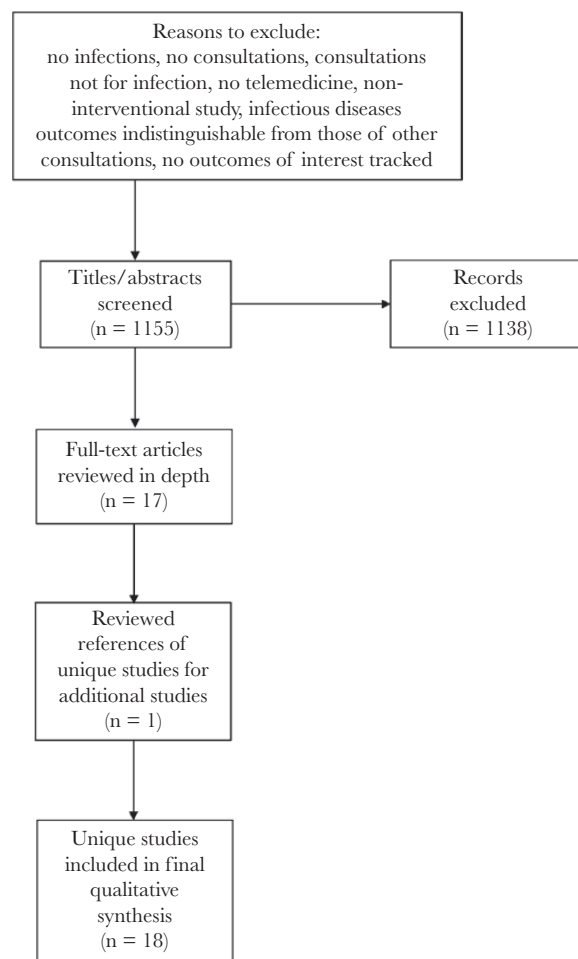 Reasons to exclude:
no infections, no consultations, consultations
not for infection, no telemedicine, non-
interventional study, infectious diseases
outcomes indistinguishable from those of other
consultations, no outcomes of interest tracked
Titles/abstracts
screened
(n = 1155)
Records
excluded
(n = 1138)
Full-text articles
reviewed in depth
(n = 17)
Reviewed
references of
unique studies for
additional studies
(n = 1)
Unique studies
included in final
qualitative
synthesis
(n = 18)